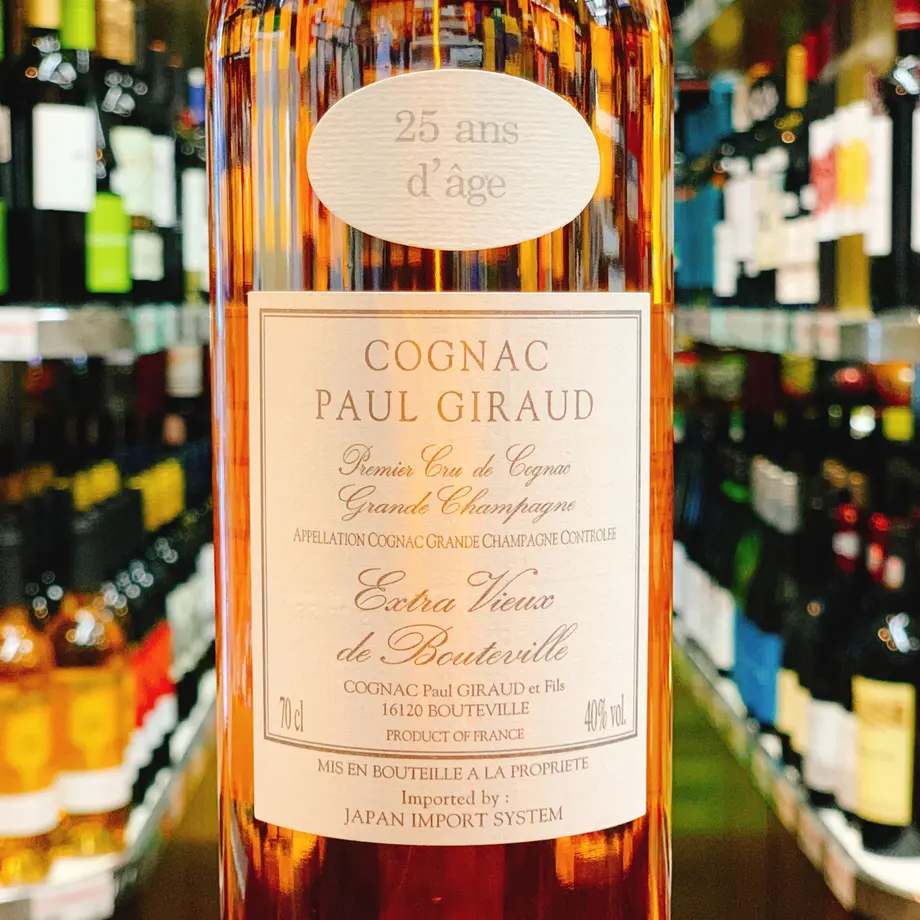 25 ans
d'âge
COGNAC
PAUL GIRAUD
Premier Cru de Cognac
Grande Champagne
APPELLATION COGNAC GRANDE CHAMPAGNE CONTROLEE
Extra Vieux
de Bouteville
COGNAC Paul GIRAUD et Fils
16120 BOUTEVILLE
70 cl 40% vol.
PRODUCT OF FRANCE
MIS EN BOUTEILLE A LA PROPRIETE
Imported by :
JAPAN IMPORT SYSTEM